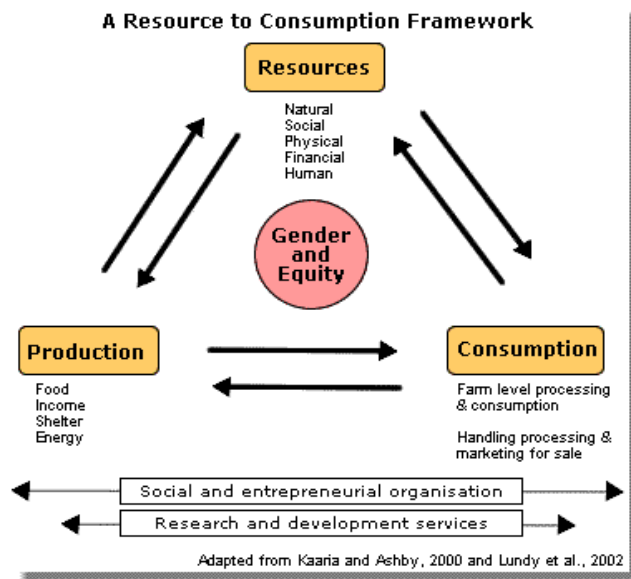 A Resource to Consumption Framework
Resources
Natural
Social
Physical
Financial
Human
Gender
and
Equity
Production
Food
Income
Shelter
Energy
Consumption
Farm level processing
& consumption
Handling processing &
marketing for sale
Social and entrepreneurial organisation
Research and development services
Adapted from Kaaria and Ashby, 2000 and Lundy et al., 2002